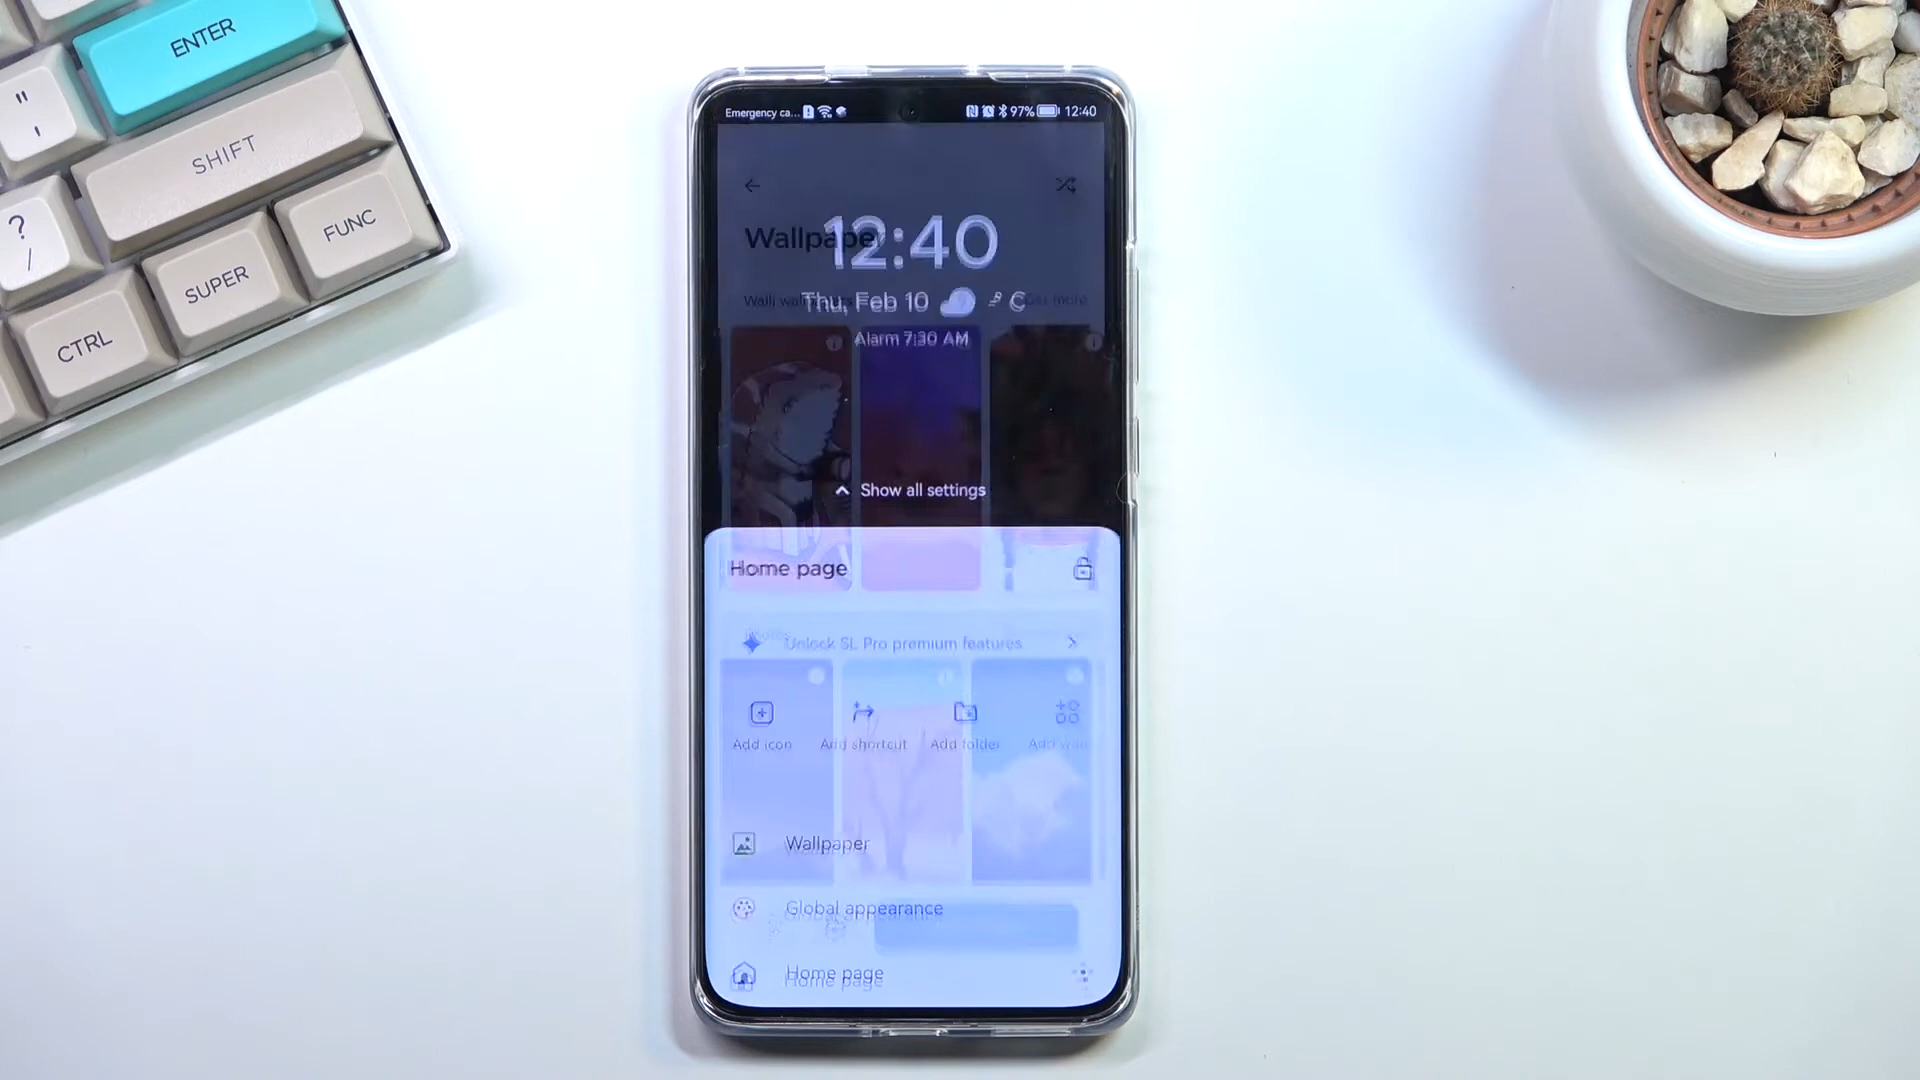 ENTER
"
'
SHIFT
?
/
FUNC
SUPER
CTRL
Emergency ca...
97%
12:40
12:40
Wallpaper
Thu, Feb 10
C
Alarm 7:30 AM
Show all settings
Home page
Unlock SL Pro premium features
Add icon
Add shortcut
Add folder
Add
Wallpaper
Global appearance
Home page